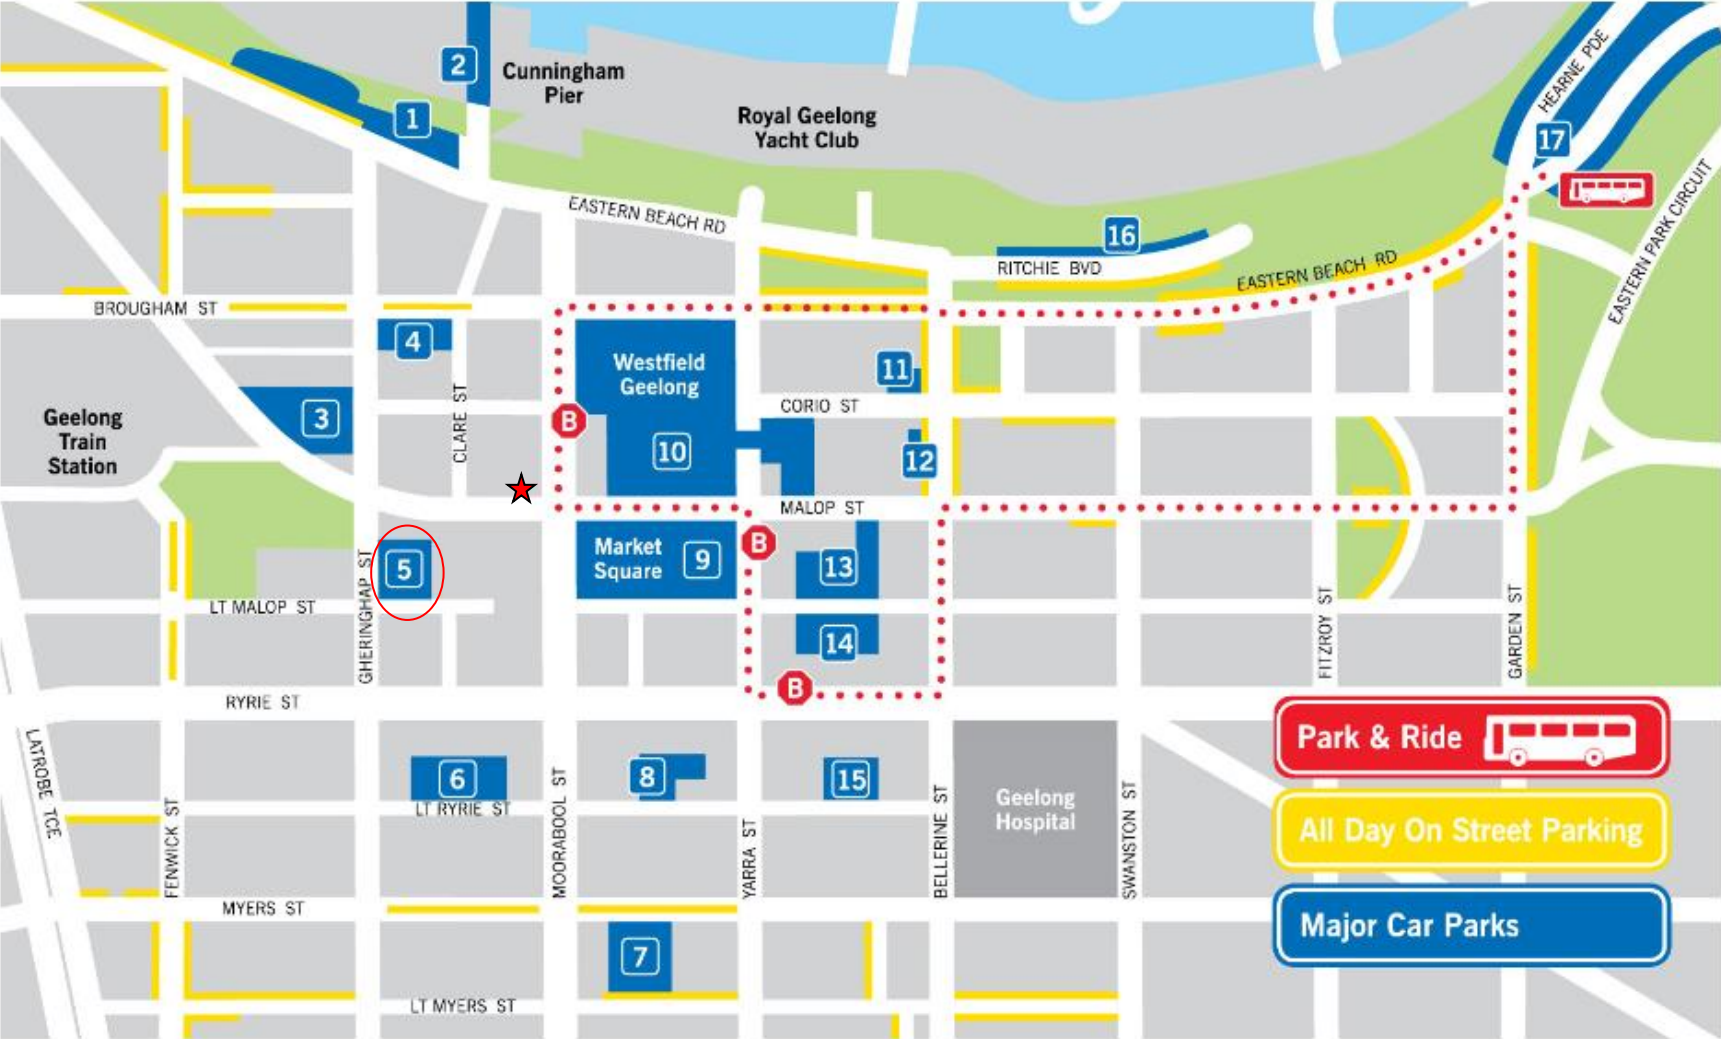 2
Cunningham
Pier
1
Royal Geelong
Yacht Club
HEARNE PDE
17
EASTERN PARK CIRCUIT
EASTERN BEACH RD
16
RITCHIE BVD
EASTERN BEACH RD
BROUGHAM ST
4
Westfield
Geelong
11
CORIO ST
Geelong
Train
Station
3
CLARE ST
B
10
12
MALOP ST
5
Market
Square
9
B
13
GHERINGHAP ST
LT MALOP ST
14
FITZROY ST
GARDEN ST
B
RYRIE ST
LATROBE TCE
6
8
15
LT RYRIE ST
Geelong
Hospital
FENWICK ST
MOORABOOL ST
YARRA ST
BELLERINE ST
SWANSTON ST
MYERS ST
7
LT MYERS ST
Park & Ride
All Day On Street Parking
Major Car Parks